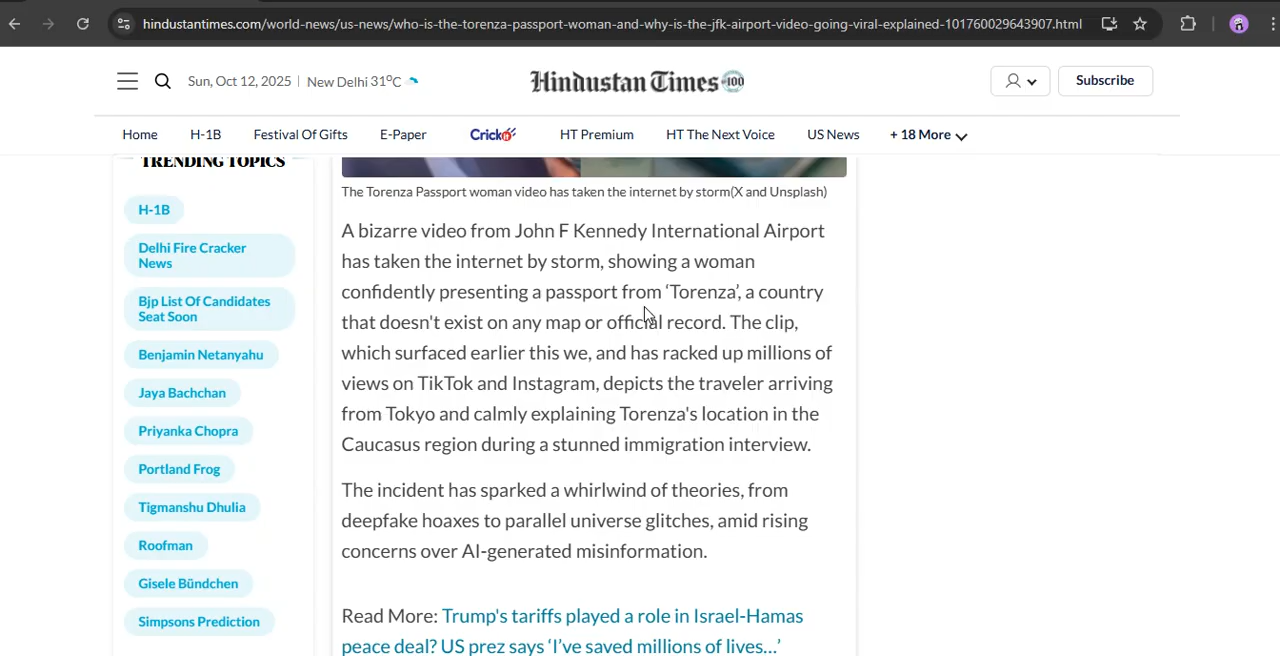 hindustantimes.com/world-news/us-news/who-is-the-torenza-passport-woman-and-why-is-the-jfk-airport-video-going-viral-explained-101760029643907.html
Sun, Oct 12, 2025 | New Delhi 31°C
Hindustan Times 100
Subscribe
Home H-1B Festival Of Gifts E-Paper Crickit HT Premium HT The Next Voice US News + 18 More
TRENDING TOPICS
H-1B
Delhi Fire Cracker
News
Bjp List Of Candidates
Seat Soon
Benjamin Netanyahu
Jaya Bachchan
Priyanka Chopra
Portland Frog
Tigmanshu Dhulia
Roofman
Gisele Bündchen
Simpsons Prediction
The Torenza Passport woman video has taken the internet by storm(X and Unsplash)
A bizarre video from John F Kennedy International Airport
has taken the internet by storm, showing a woman
confidently presenting a passport from ‘Torenza’, a country
that doesn't exist on any map or official record. The clip,
which surfaced earlier this we, and has racked up millions of
views on TikTok and Instagram, depicts the traveler arriving
from Tokyo and calmly explaining Torenza's location in the
Caucasus region during a stunned immigration interview.
The incident has sparked a whirlwind of theories, from
deepfake hoaxes to parallel universe glitches, amid rising
concerns over AI-generated misinformation.
Read More: Trump's tariffs played a role in Israel-Hamas
peace deal? US prez says ‘I’ve saved millions of lives…’